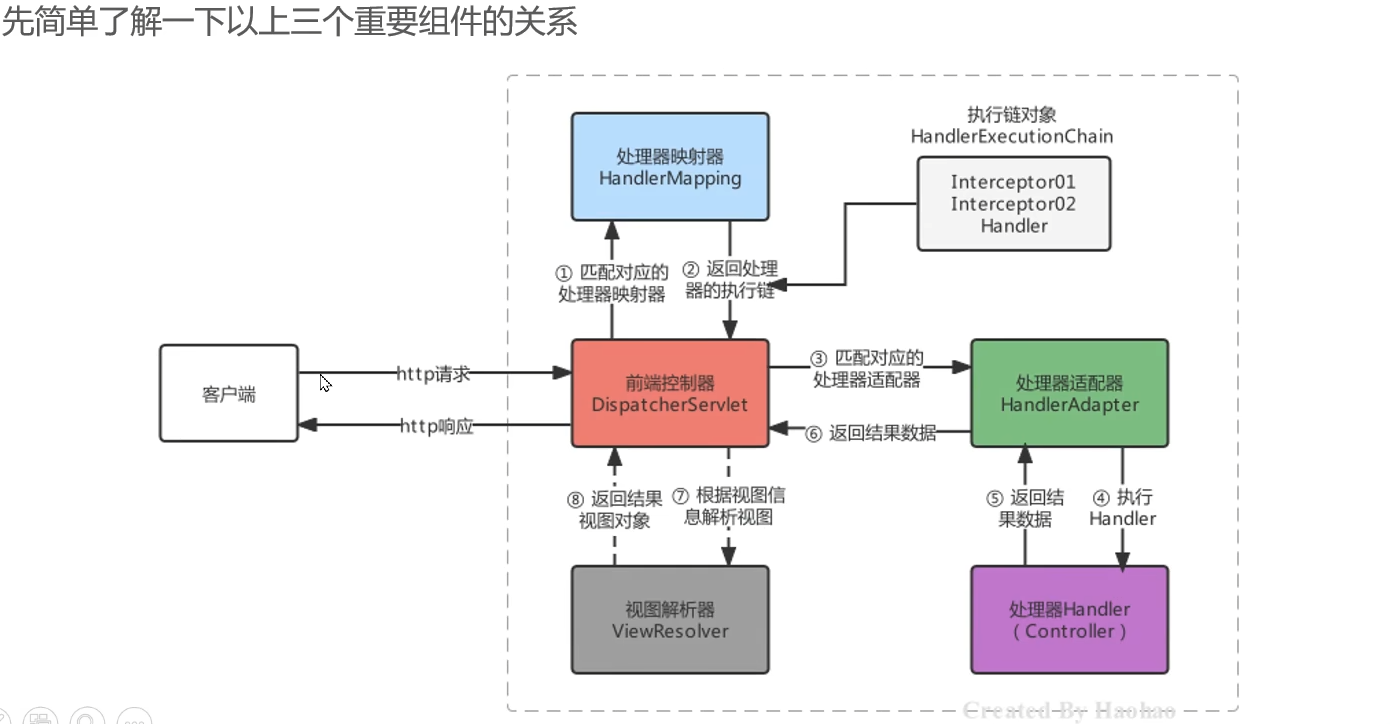 先简单了解一下以上三个重要组件的关系
执行链对象
HandlerExecutionChain
处理器映射器
HandlerMapping
Interceptor01
Interceptor02
Handler
① 匹配对应的
处理器映射器
② 返回处理
器的执行链
客户端
http请求
http响应
前端控制器
DispatcherServlet
③ 匹配对应的
处理器适配器
⑥ 返回结果数据
处理器适配器
HandlerAdapter
⑧ 返回结果
视图对象
⑦ 根据视图信
息解析视图
⑤ 返回结
果数据
④ 执行
Handler
视图解析器
ViewResolver
处理器Handler
（Controller）
Created By Haohao